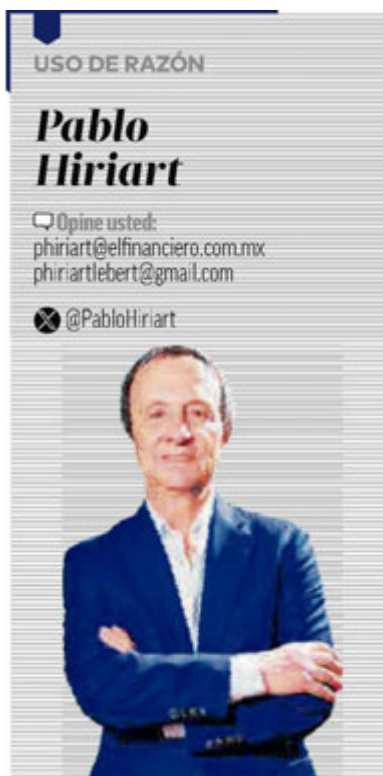 USO DE RAZÓN
Pablo
Hiriart
Opine usted:
phiriart@elfinanciero.com.mx
phiriartlebert@gmail.com
@PabloHiriart